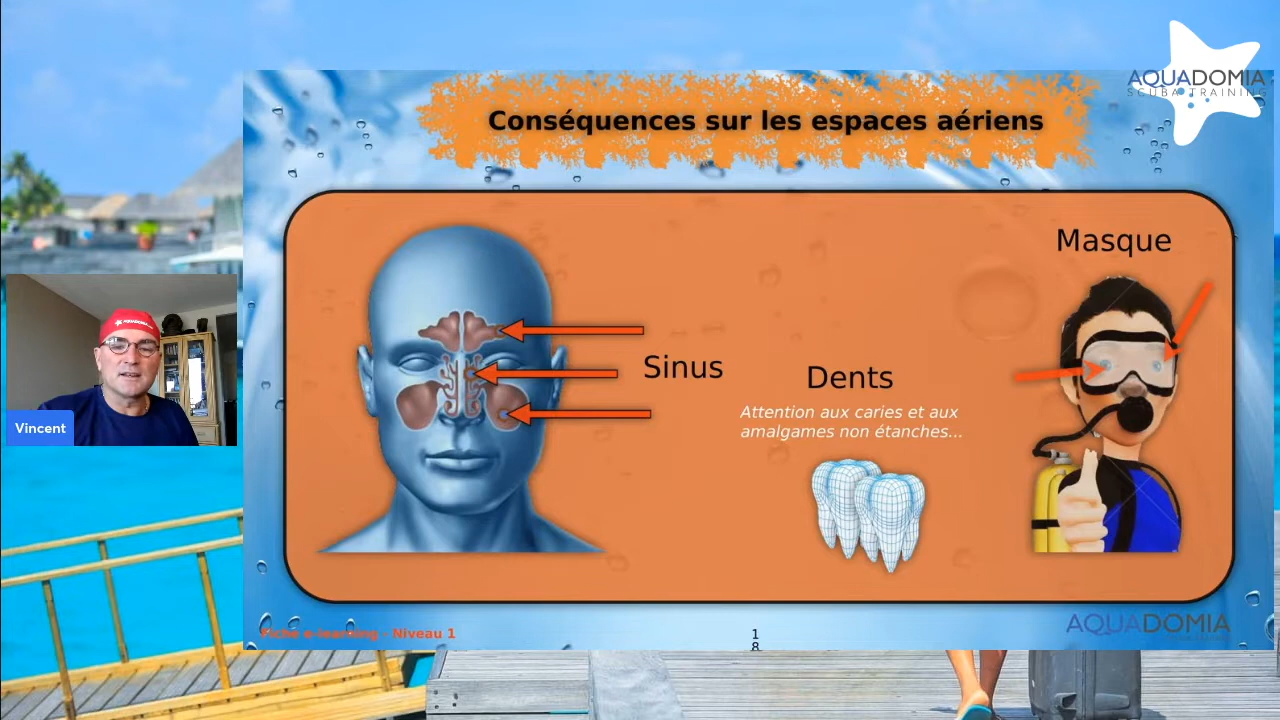 AQUADOMIA
SCUBA TRAINING
Conséquences sur les espaces aériens
Masque
Sinus
Dents
Attention aux caries et aux
amalgames non étanches...
AQUADOMIA
Vincent
Fiche e-learning - Niveau 1
1
8
AQUADOMIA